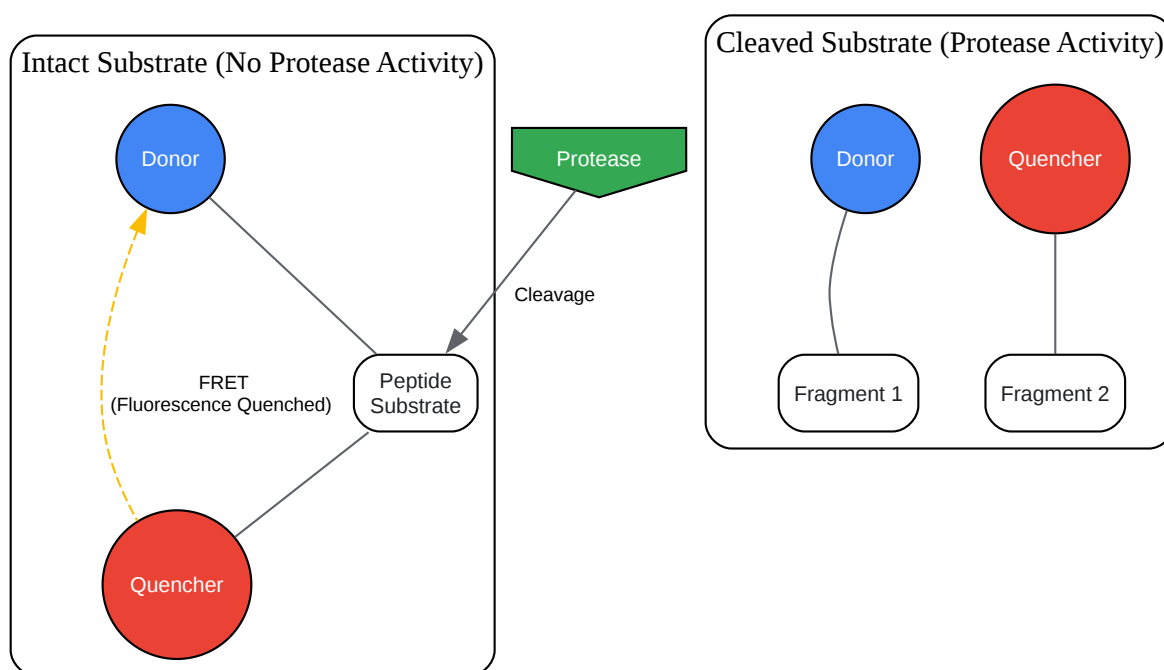 Intact Substrate (No Protease Activity)
Donor
FRET
(Fluorescence Quenched)
Peptide
Substrate
Quencher
Protease
Cleavage
Cleaved Substrate (Protease Activity)
Donor
Quencher
Fragment 1
Fragment 2